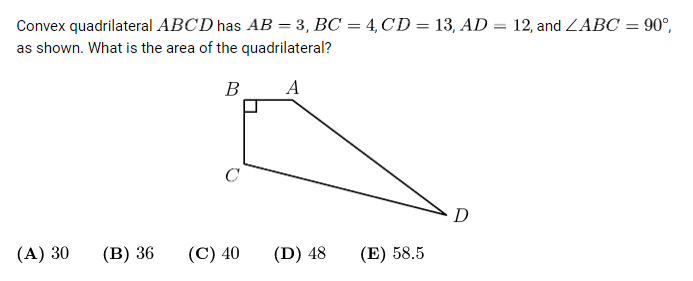 Convex quadrilateral ABCD has AB = 3, BC = 4, CD = 13, AD = 12, and ∠ABC = 90°,
as shown. What is the area of the quadrilateral?
B A
C
D
(A) 30 (B) 36 (C) 40 (D) 48 (E) 58.5